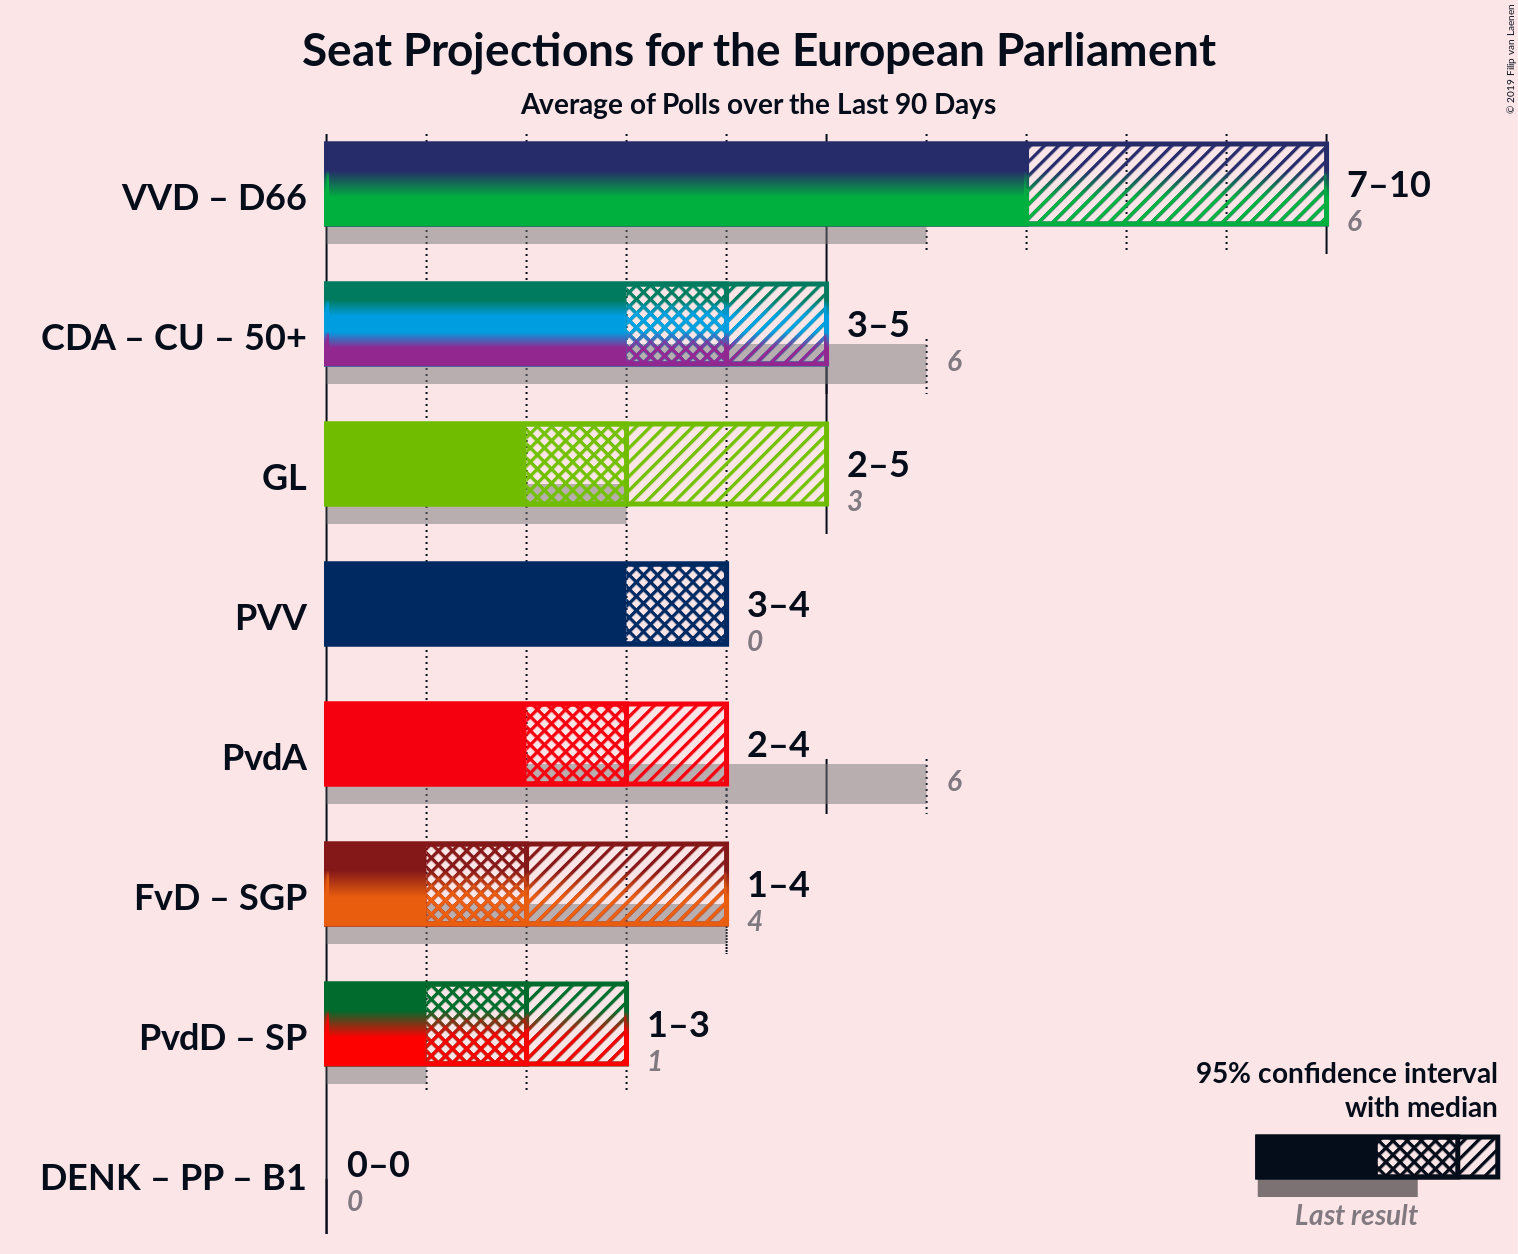 Seat Projections for the European Parliament
Average of Polls over the Last 90 Days
© 2019 Filip van Laenen
VVD – D66
7–10
6
CDA – CU – 50+
3–5
6
GL
2–5
3
PVV
3–4
0
PvdA
2–4
6
FvD – SGP
1–4
4
PvdD – SP
1–3
1
DENK – PP – B1
0–0
0
95% confidence interval
with median
Last result